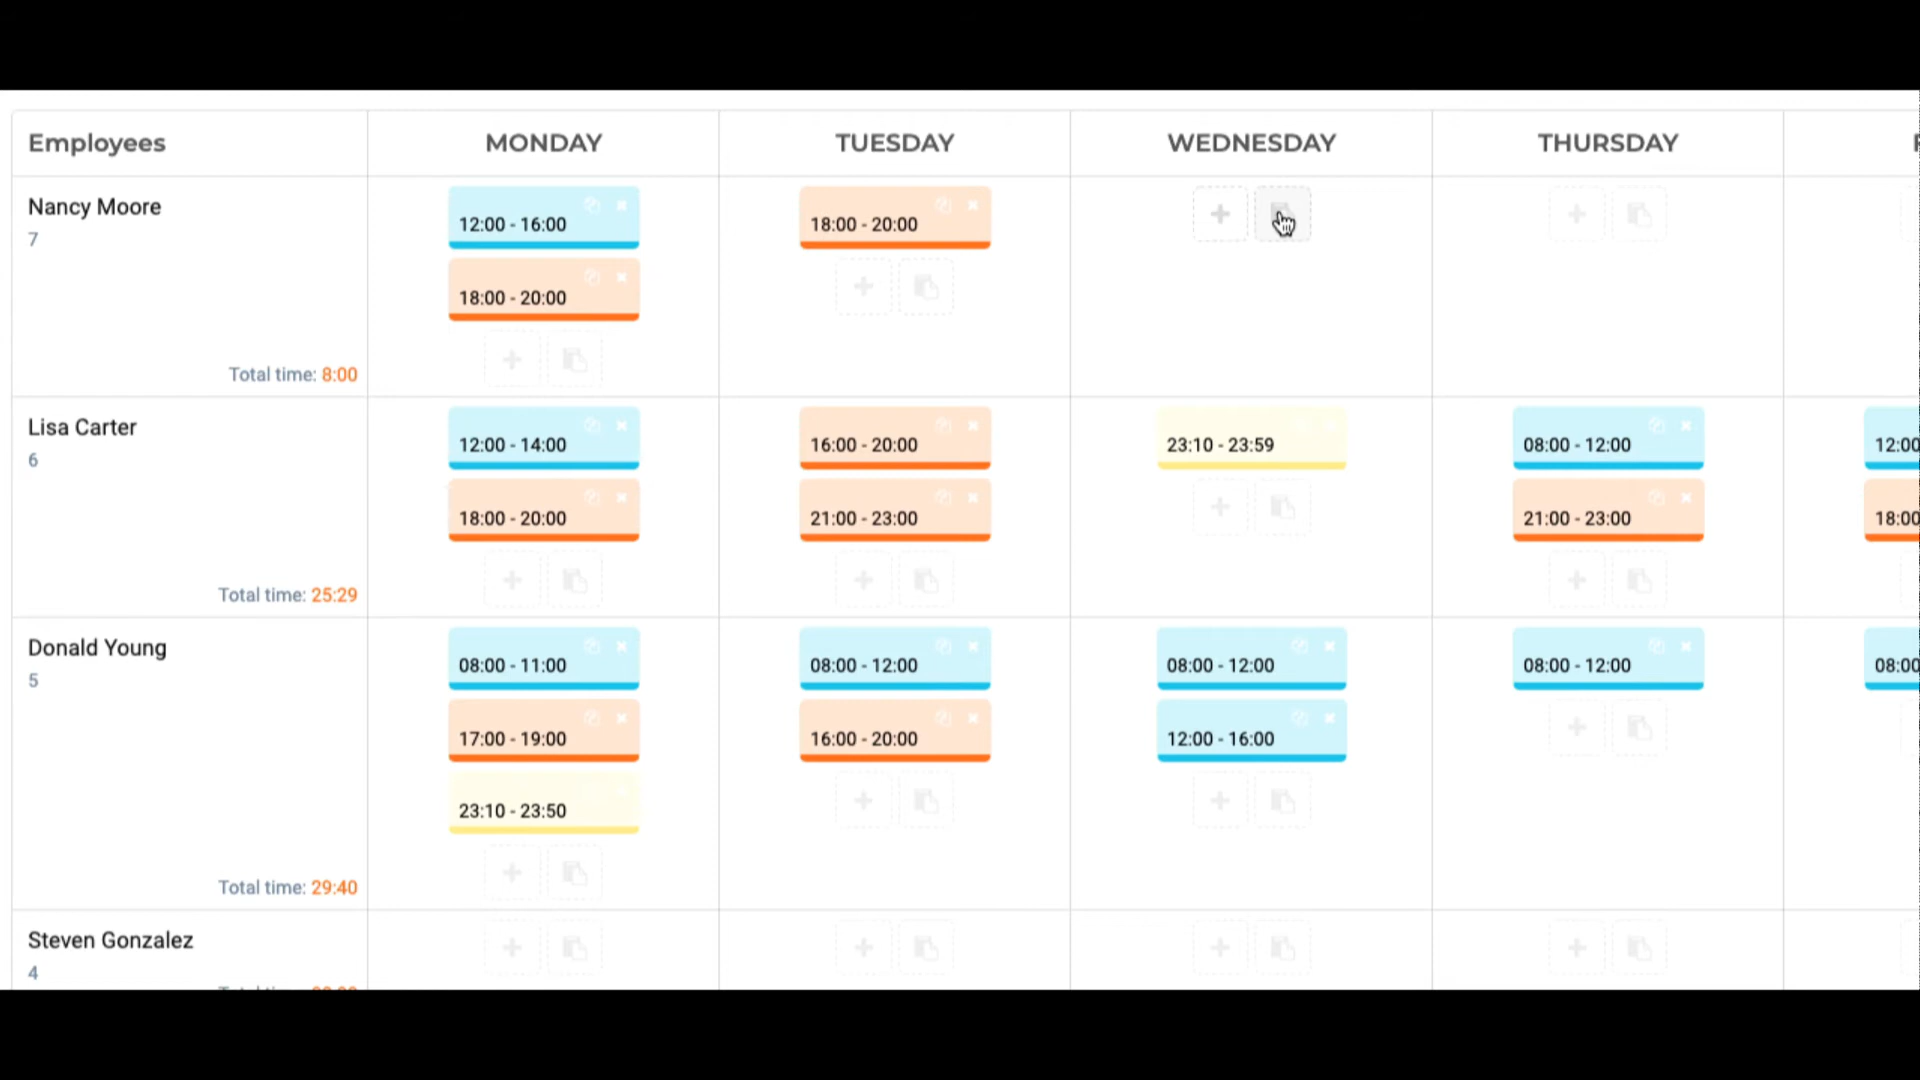 Employees MONDAY TUESDAY WEDNESDAY THURSDAY
Nancy Moore
7
12:00 - 16:00 18:00 - 20:00
18:00 - 20:00
Total time: 8:00
Lisa Carter
6
12:00 - 14:00 16:00 - 20:00 23:10 - 23:59 08:00 - 12:00 12:00
18:00 - 20:00 21:00 - 23:00 21:00 - 23:00 18:00
Total time: 25:29
Donald Young
5
08:00 - 11:00 08:00 - 12:00 08:00 - 12:00 08:00 - 12:00 08:00
17:00 - 19:00 16:00 - 20:00 12:00 - 16:00
23:10 - 23:50
Total time: 29:40
Steven Gonzalez
4